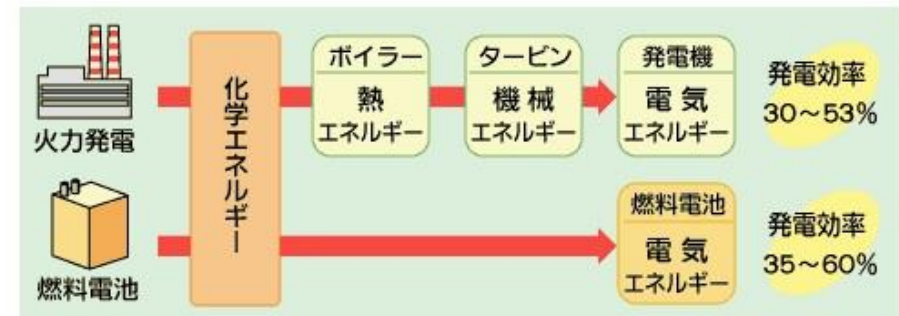 火力発電
化学エネルギー
ボイラー
熱
エネルギー
タービン
機械
エネルギー
発電機
電気
エネルギー
発電効率
30～53%
燃料電池
燃料電池
電気
エネルギー
発電効率
35～60%